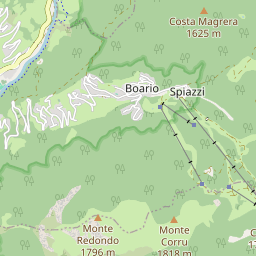 Costa Magrera
1625 m
Boario
Spiazzi
Monte
Redondo
1796 m
Monte
Corru
1818 m